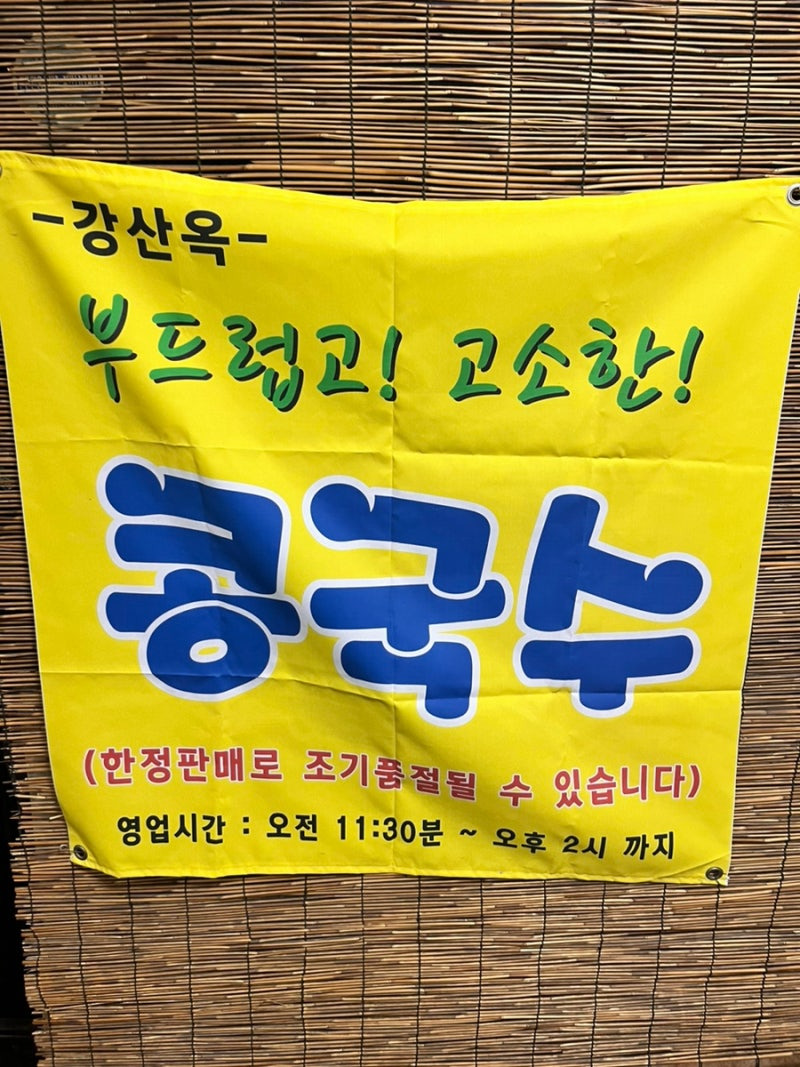 -강산옥-
부드럽고! 고소한!
콩국수
(한정판매로 조기품절될 수 있습니다)
영업시간 : 오전 11:30분 ~ 오후 2시 까지